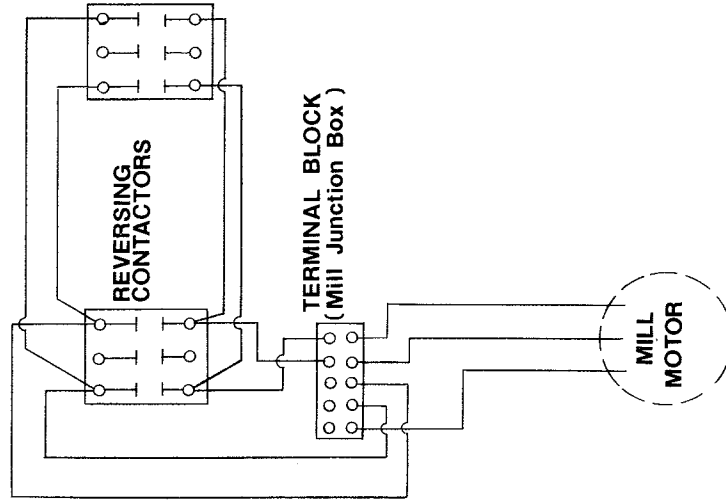 REVERSING
CONTACTORS
TERMINAL BLOCK
( Mill Junction Box )
MILL
MOTOR